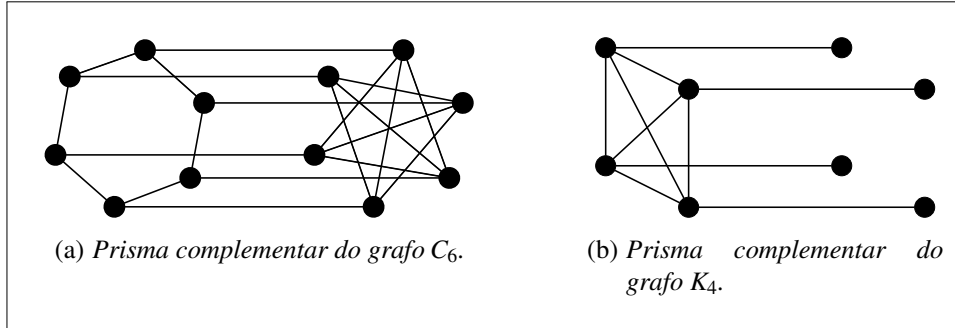 (a) Prisma complementar do grafo C₆.
(b) Prisma complementar do
grafo K₄.